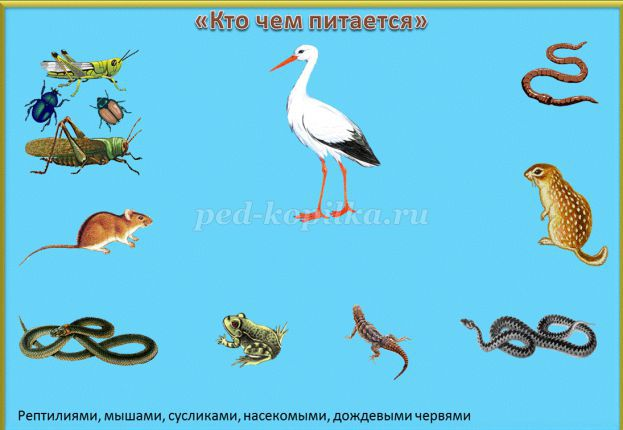 «Кто чем питается»
ped-kopilka.ru
Рептилиями, мышами, сусликами, насекомыми, дождевыми червями